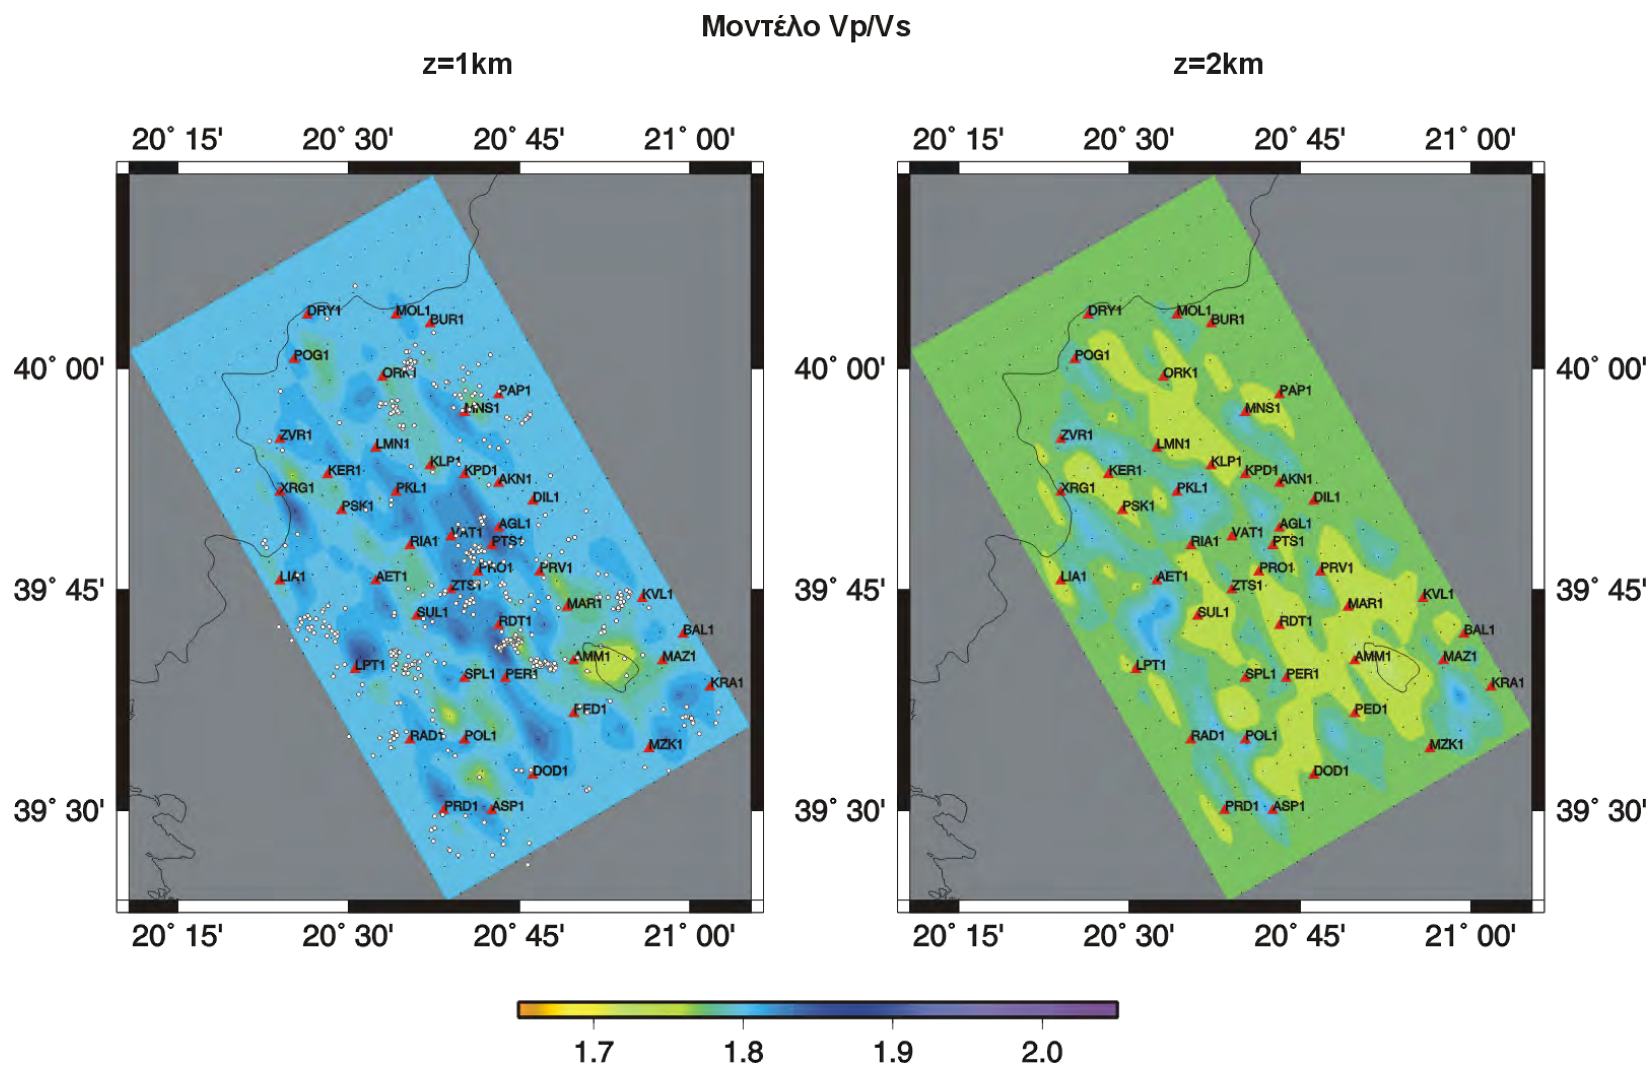 Μοντέλο Vp/Vs
z=1km z=2km
20° 15' 20° 30' 20° 45' 21° 00' 20° 15' 20° 30' 20° 45' 21° 00'
DRY1 MOL1 BUR1 DRY1 MOL1 BUR1
POG1 POG1
40° 00' 40° 00' 40° 00'
ORK1 PAP1 ORK1 PAP1
MNS1 MNS1
ZVR1 LMN1 ZVR1 LMN1
KER1 KLP1 KPD1 AKN1 KER1 KLP1 KPD1 AKN1
XRG1 PKL1 DIL1 XRG1 PKL1 DIL1
PSK1 PSK1
VAT1 AGL1 VAT1 AGL1
RIA1 PTS1 RIA1 PTS1
LIA1 AET1 PRO1 PRV1 LIA1 AET1 PRO1 PRV1
39° 45' ZTS1 KVL1 39° 45' ZTS1 KVL1 39° 45'
SUL1 MAR1 SUL1 MAR1
RDT1 BAL1 RDT1 BAL1
LPT1 AMM1 MAZ1 LPT1 AMM1 MAZ1
SPL1 PER1 KRA1 SPL1 PER1 KRA1
PED1 PED1
RAD1 POL1 MZK1 RAD1 POL1 MZK1
DOD1 DOD1
39° 30' PRD1 ASP1 39° 30' PRD1 ASP1 39° 30'
20° 15' 20° 30' 20° 45' 21° 00' 20° 15' 20° 30' 20° 45' 21° 00'
1.7 1.8 1.9 2.0